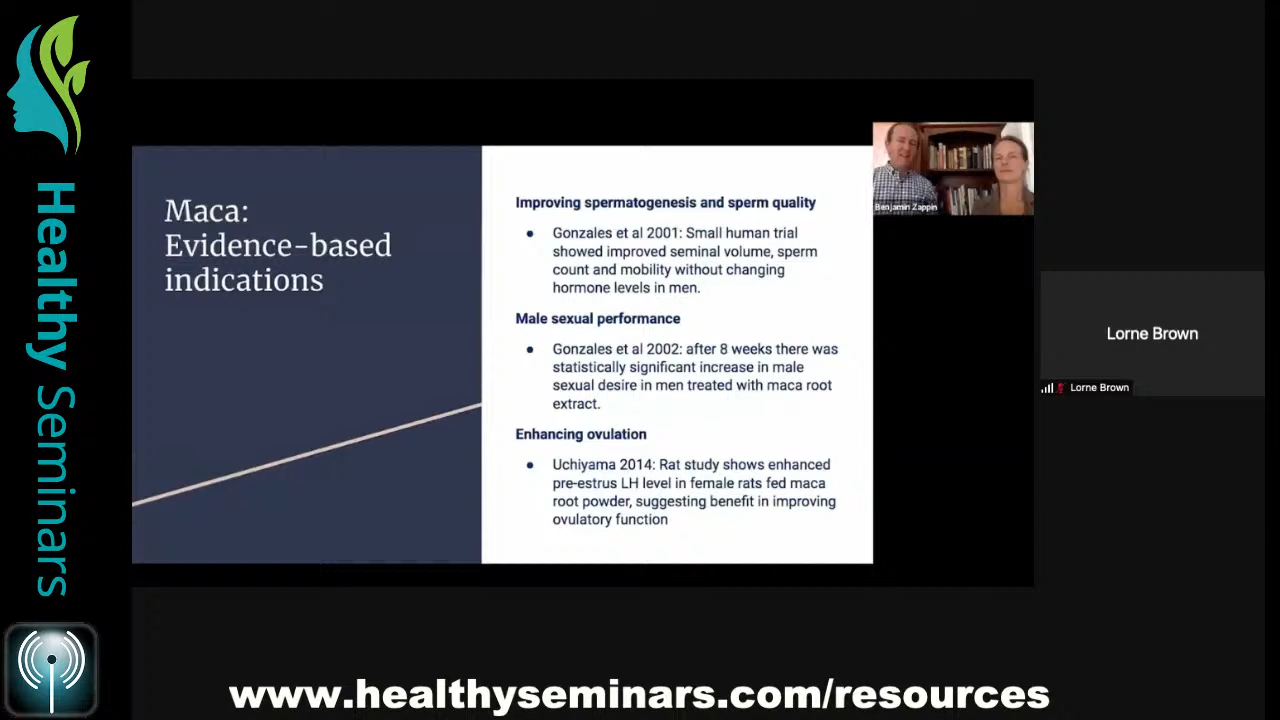 Healthy Seminars
Maca:
Evidence-based
indications
Improving spermatogenesis and sperm quality
● Gonzales et al 2001: Small human trial
showed improved seminal volume, sperm
count and mobility without changing
hormone levels in men.
Male sexual performance
● Gonzales et al 2002: after 8 weeks there was
statistically significant increase in male
sexual desire in men treated with maca root
extract.
Enhancing ovulation
● Uchiyama 2014: Rat study shows enhanced
pre-estrus LH level in female rats fed maca
root powder, suggesting benefit in improving
ovulatory function
Benjamin Zappin
Lorne Brown
Lorne Brown
www.healthyseminars.com/resources